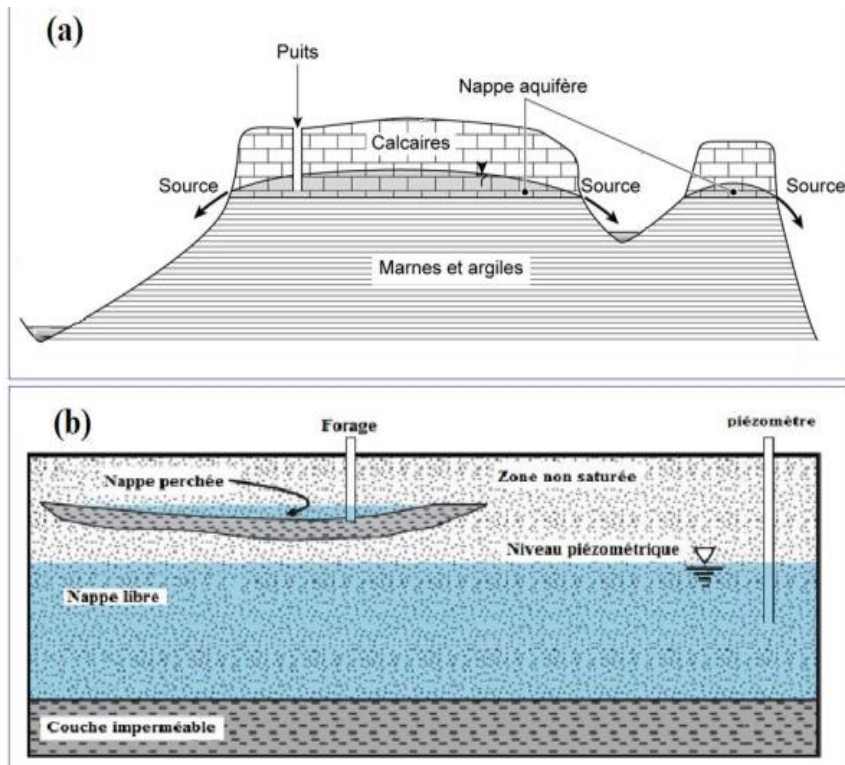 (a)
Puits
Nappe aquifère
Calcaires
Source
Source
Source
Marnes et argiles
(b)
Forage
piézomètre
Nappe perchée
Zone non saturée
Niveau piézométrique
Nappe libre
Couche imperméable